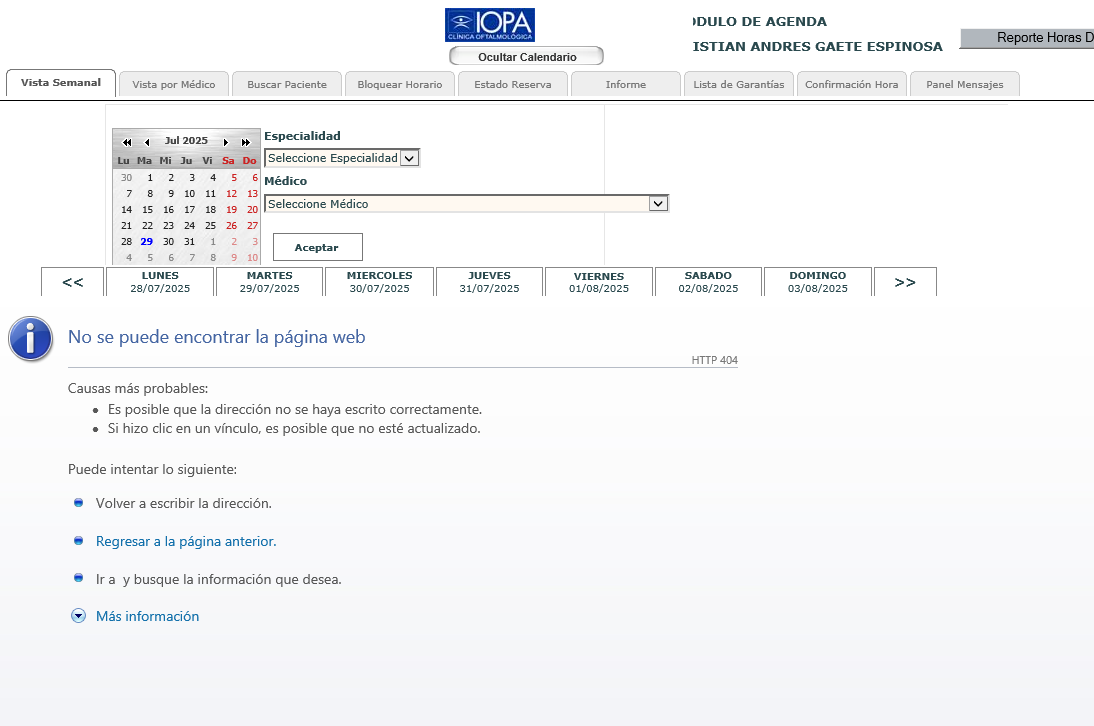 IOPA
CLÍNICA OFTALMOLÓGICA
Ocultar Calendario
DULO DE AGENDA
ISTIAN ANDRES GAETE ESPINOSA
Reporte Horas D
Vista Semanal Vista por Médico Buscar Paciente Bloquear Horario Estado Reserva Informe Lista de Garantías Confirmación Hora Panel Mensajes
Jul 2025
Lu Ma Mi Ju Vi Sa Do
30 1 2 3 4 5 6
7 8 9 10 11 12 13
14 15 16 17 18 19 20
21 22 23 24 25 26 27
28 29 30 31 1 2 3
4 5 6 7 8 9 10
Especialidad
Seleccione Especialidad
Médico
Seleccione Médico
Aceptar
<< LUNES MARTES MIERCOLES JUEVES VIERNES SABADO DOMINGO >>
28/07/2025 29/07/2025 30/07/2025 31/07/2025 01/08/2025 02/08/2025 03/08/2025
No se puede encontrar la página web
HTTP 404
Causas más probables:
• Es posible que la dirección no se haya escrito correctamente.
• Si hizo clic en un vínculo, es posible que no esté actualizado.
Puede intentar lo siguiente:
Volver a escribir la dirección.
Regresar a la página anterior.
Ir a  y busque la información que desea.
Más información